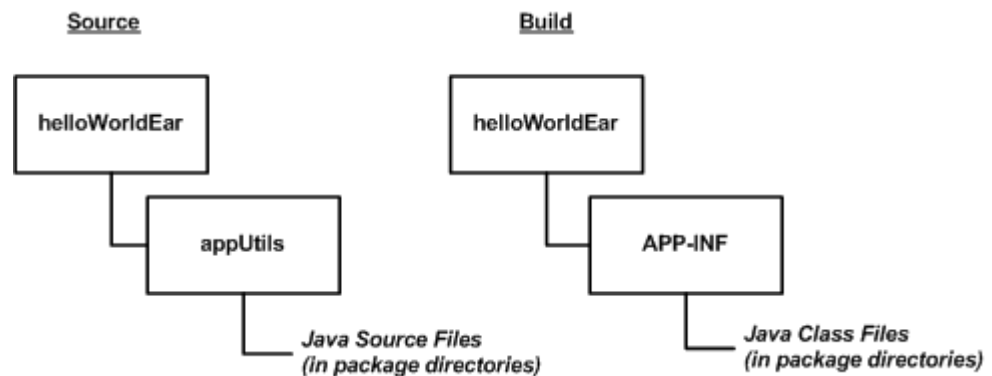 Source
helloWorldEar
appUtils
Java Source Files
(in package directories)
Build
helloWorldEar
APP-INF
Java Class Files
(in package directories)